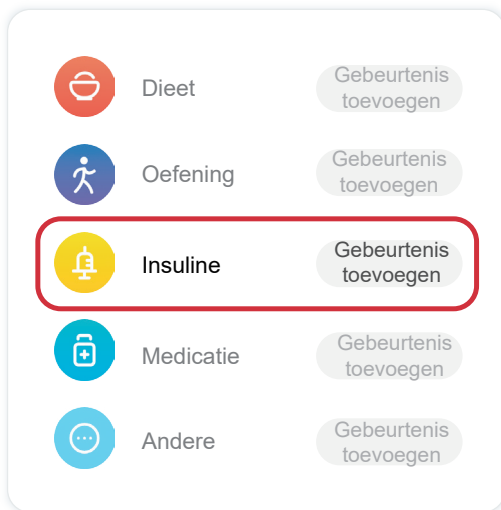 Dieet
Gebeurtenis
toevoegen
Oefening
Gebeurtenis
toevoegen
Insuline
Gebeurtenis
toevoegen
Medicatie
Gebeurtenis
toevoegen
Andere
Gebeurtenis
toevoegen